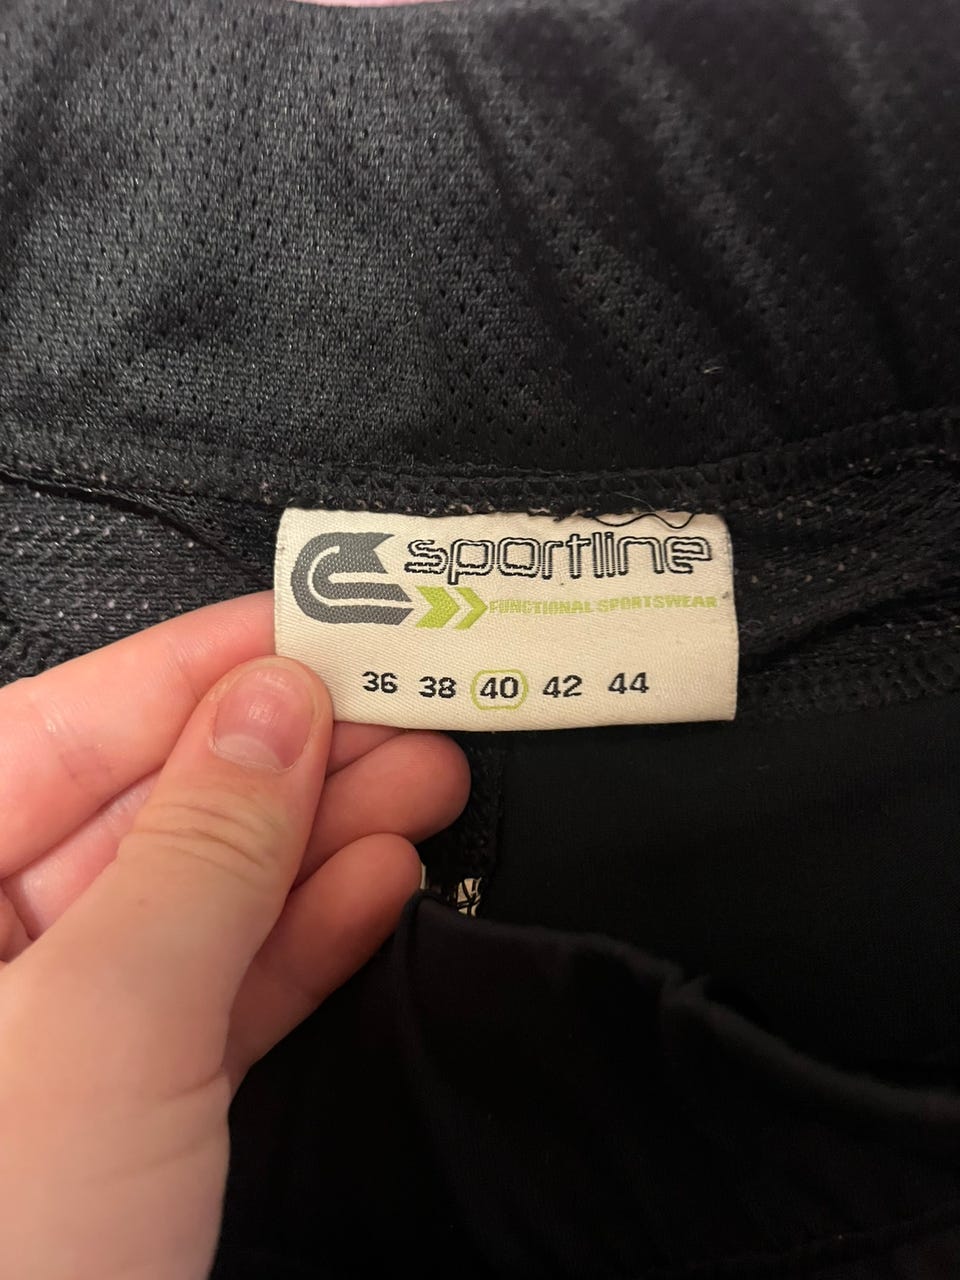 sportline
FUNCTIONAL SPORTSWEAR
36 38 40 42 44